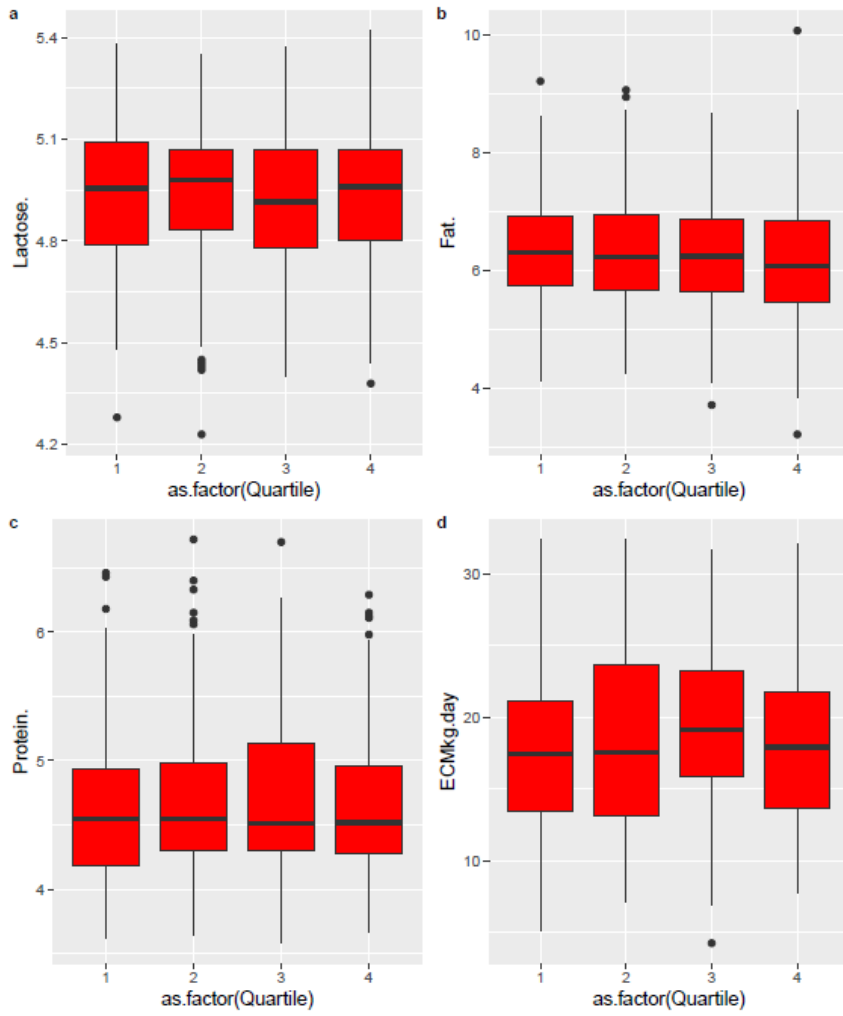 a
Lactose.
5.4
5.1
4.8
4.5
4.2
1 2 3 4
as.factor(Quartile)
b
Fat.
10
8
6
4
1 2 3 4
as.factor(Quartile)
c
Protein.
6
5
4
1 2 3 4
as.factor(Quartile)
d
ECMkg.day
30
20
10
1 2 3 4
as.factor(Quartile)